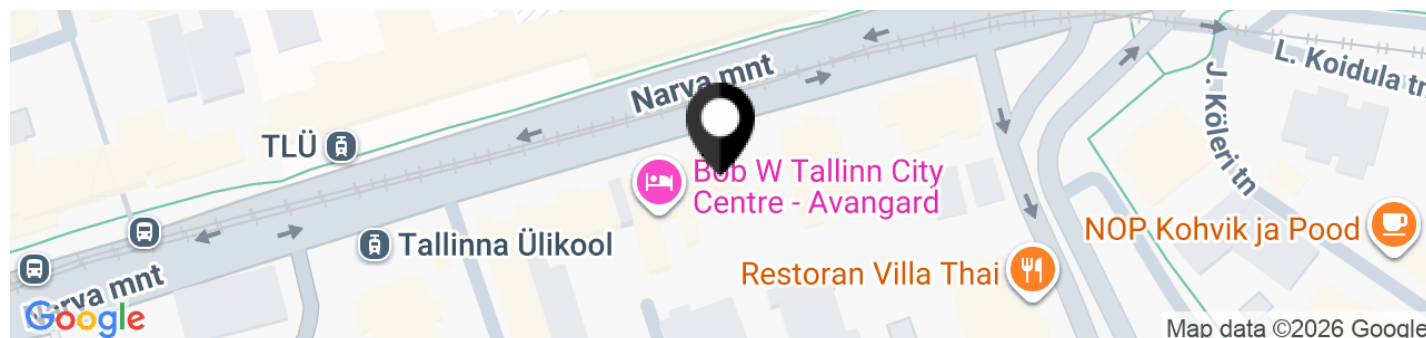 Narva mnt
L. Koidula tn
J. Köleri tn
TLÜ
Bob W Tallinn City
Centre - Avangard
NOP Kohvik ja Pood
Tallinna Ülikool
Restoran Villa Thai
Narva mnt
Google
Map data ©2026 Google